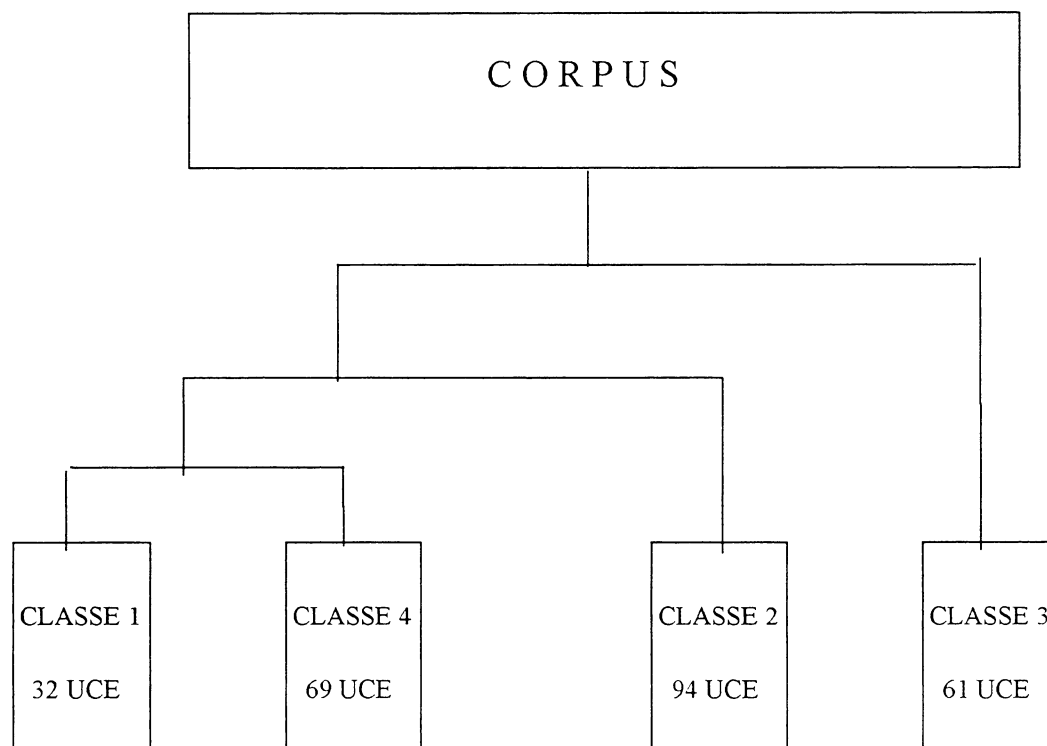 CORPUS
CLASSE 1
32 UCE
CLASSE 4
69 UCE
CLASSE 2
94 UCE
CLASSE 3
61 UCE